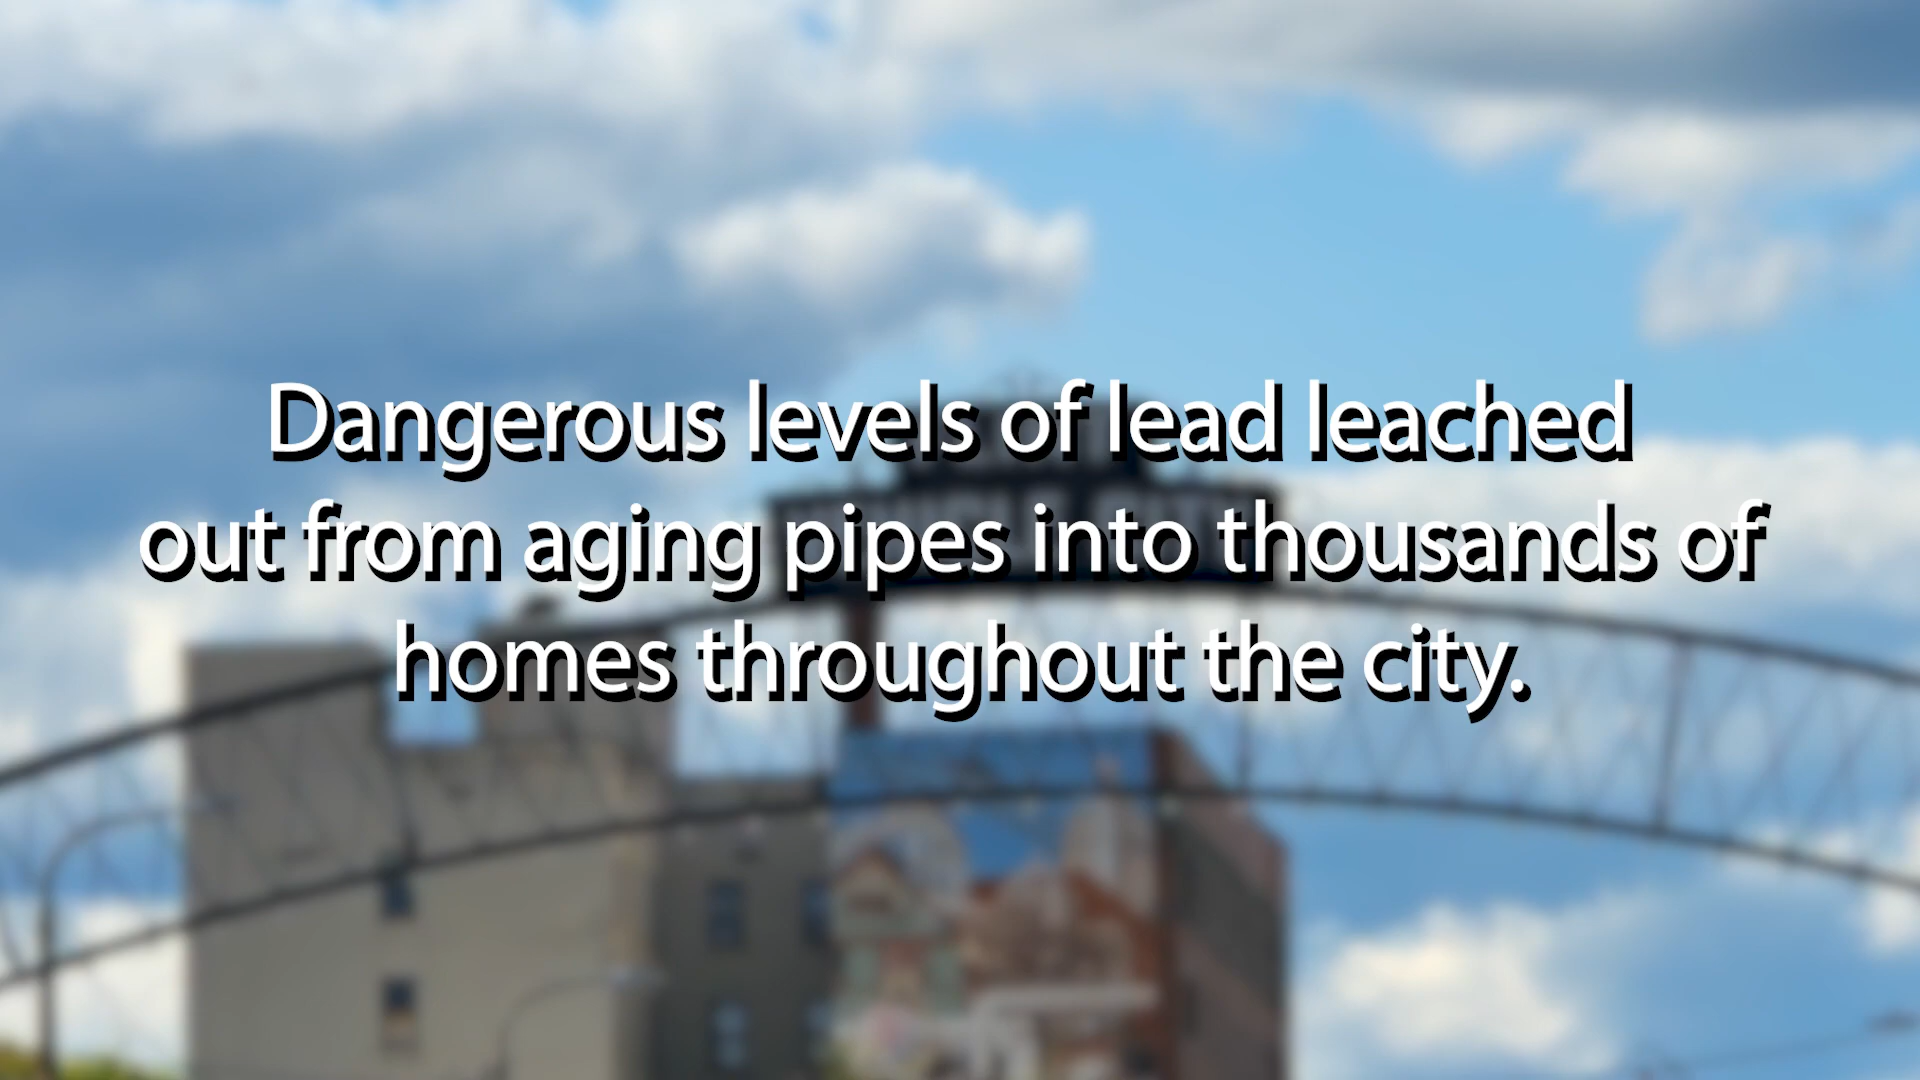 Dangerous levels of lead leached
out from aging pipes into thousands of
homes throughout the city.